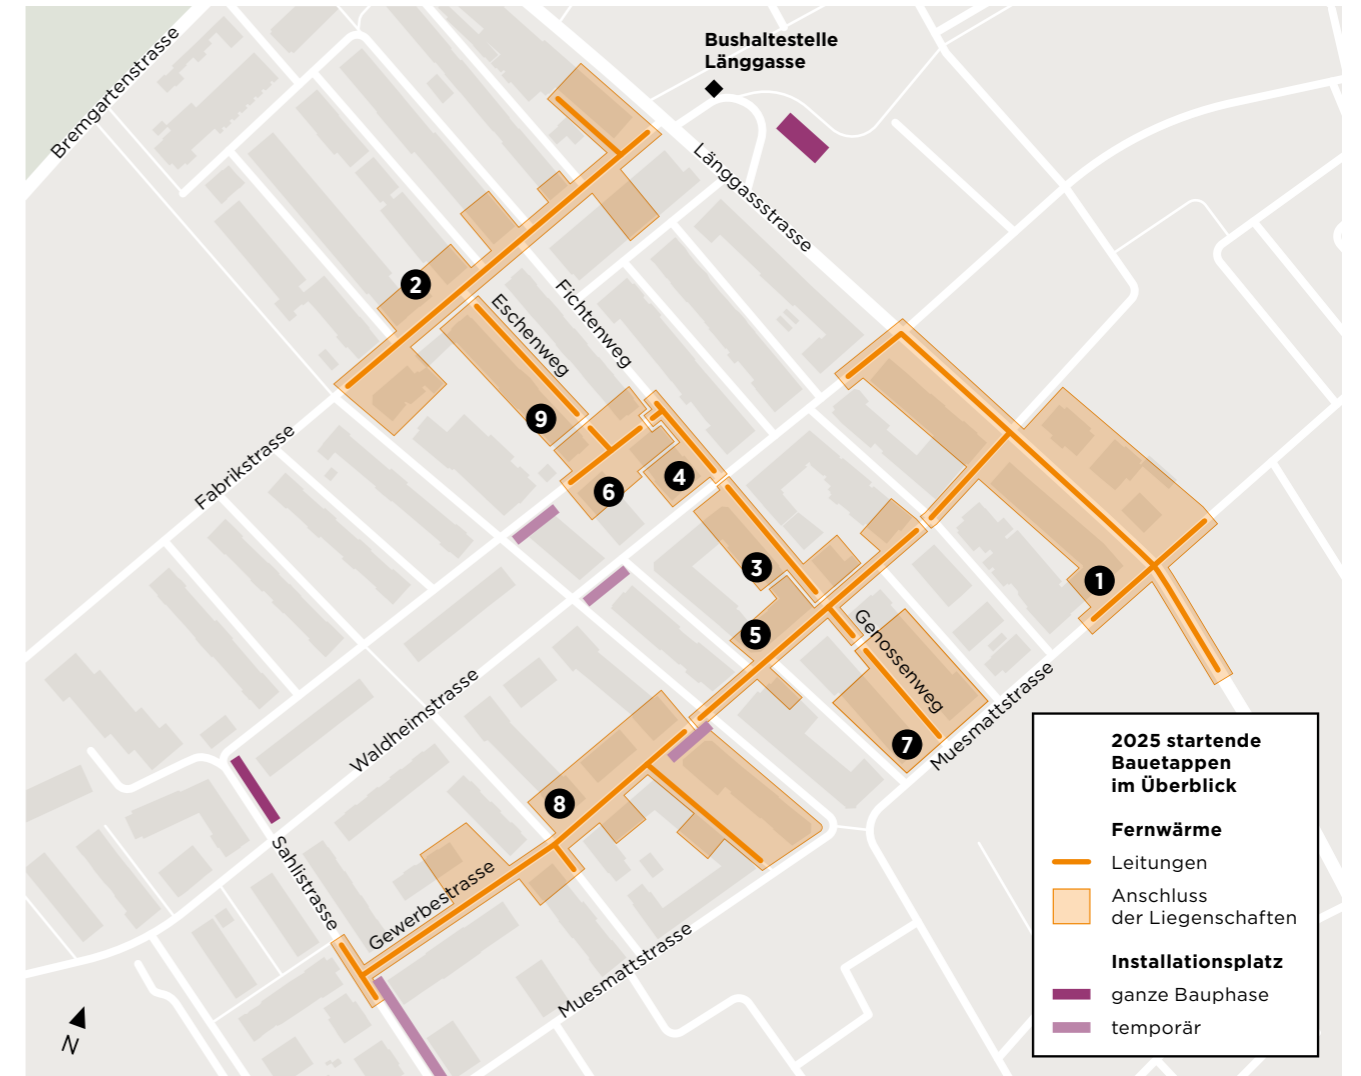 Bushaltestelle
Länggasse
Bremgartenstrasse
Länggassstrasse
2
Eschenweg
Fichtenweg
9
Fabrikstrasse
6
4
3
1
5
Genossenweg
Waldheimstrasse
Muesmattstrasse
7
8
Sahlistrasse
Gewerbestrasse
Muesmattstrasse
N
2025 startende
Bauetappen
im Überblick
Fernwärme
Leitungen
Anschluss
der Liegenschaften
Installationsplatz
ganze Bauphase
temporär